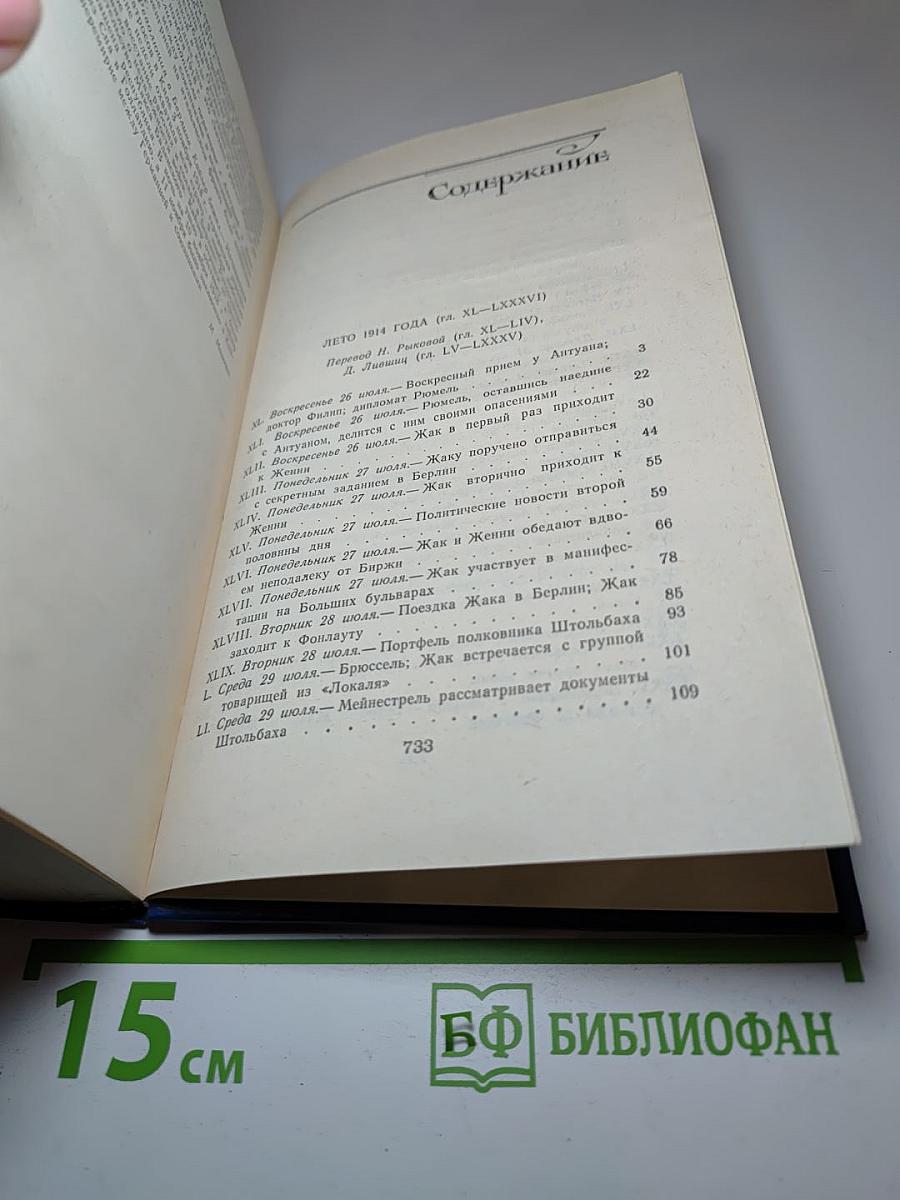 Содержание
ЛЕТО 1914 ГОДА (гл. XL—LXXXVI)
Перевод Н. Рыковой (гл. XL—LIV),
Д. Лившиц (гл. LV—LXXXV)
XL. Воскресенье 26 июля.— Воскресный прием у Антуана;
доктор Филип; дипломат Рюмель . . . . . . . 3
XLI. Воскресенье 26 июля.— Рюмель, оставшись наедине
с Антуаном, делится с ним своими опасениями . . . 22
XLII. Воскресенье 26 июля.— Жак в первый раз приходит
к Женни . . . . . . . . . . . . . . . 30
XLIII. Понедельник 27 июля.— Жаку поручено отправиться
с секретным заданием в Берлин . . . . . . . . 44
XLIV. Понедельник 27 июля.— Жак вторично приходит к
Женни . . . . . . . . . . . . . . . . 55
XLV. Понедельник 27 июля.— Политические новости второй
половины дня . . . . . . . . . . . . . 59
XLVI. Понедельник 27 июля.— Жак и Женни обедают вдво-
ем неподалеку от Биржи . . . . . . . . . . 66
XLVII. Понедельник 27 июля.— Жак участвует в манифес-
тации на Больших бульварах . . . . . . . . . 78
XLVIII. Вторник 28 июля.— Поездка Жака в Берлин; Жак
заходит к Фонлауту . . . . . . . . . . . . 85
XLIX. Вторник 28 июля.— Портфель полковника Штольбаха 93
L. Среда 29 июля.— Брюссель; Жак встречается с группой
товарищей из «Локаля» . . . . . . . . . . . 101
LI. Среда 29 июля.— Мейнестрель рассматривает документы
Штольбаха . . . . . . . . . . . . . . . . 109
733
15 см
БФ БИБЛИОФАН